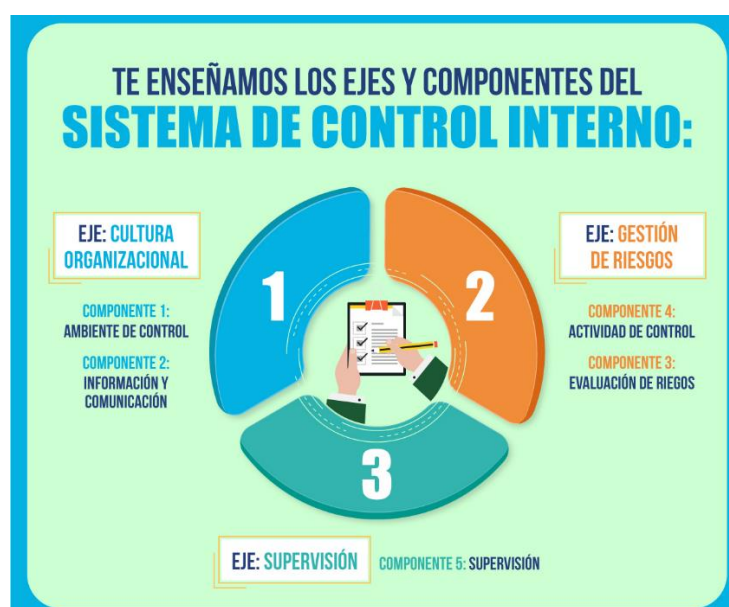 TE ENSEÑAMOS LOS EJES Y COMPONENTES DEL
SISTEMA DE CONTROL INTERNO:
EJE: CULTURA
ORGANIZACIONAL
COMPONENTE 1:
AMBIENTE DE CONTROL
COMPONENTE 2:
INFORMACIÓN Y
COMUNICACIÓN
1
2
EJE: GESTIÓN
DE RIESGOS
COMPONENTE 4:
ACTIVIDAD DE CONTROL
COMPONENTE 3:
EVALUACIÓN DE RIEGOS
3
EJE: SUPERVISIÓN
COMPONENTE 5: SUPERVISIÓN